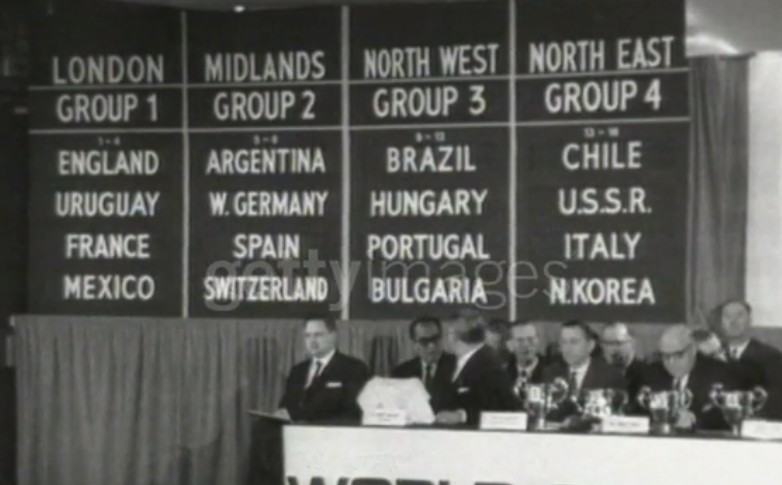 LONDON
GROUP 1
ENGLAND
URUGUAY
FRANCE
MEXICO
MIDLANDS
GROUP 2
ARGENTINA
W. GERMANY
SPAIN
SWITZERLAND
NORTH WEST
GROUP 3
BRAZIL
HUNGARY
PORTUGAL
BULGARIA
NORTH EAST
GROUP 4
CHILE
U.S.S.R.
ITALY
N.KOREA
gettyimages
WORLD